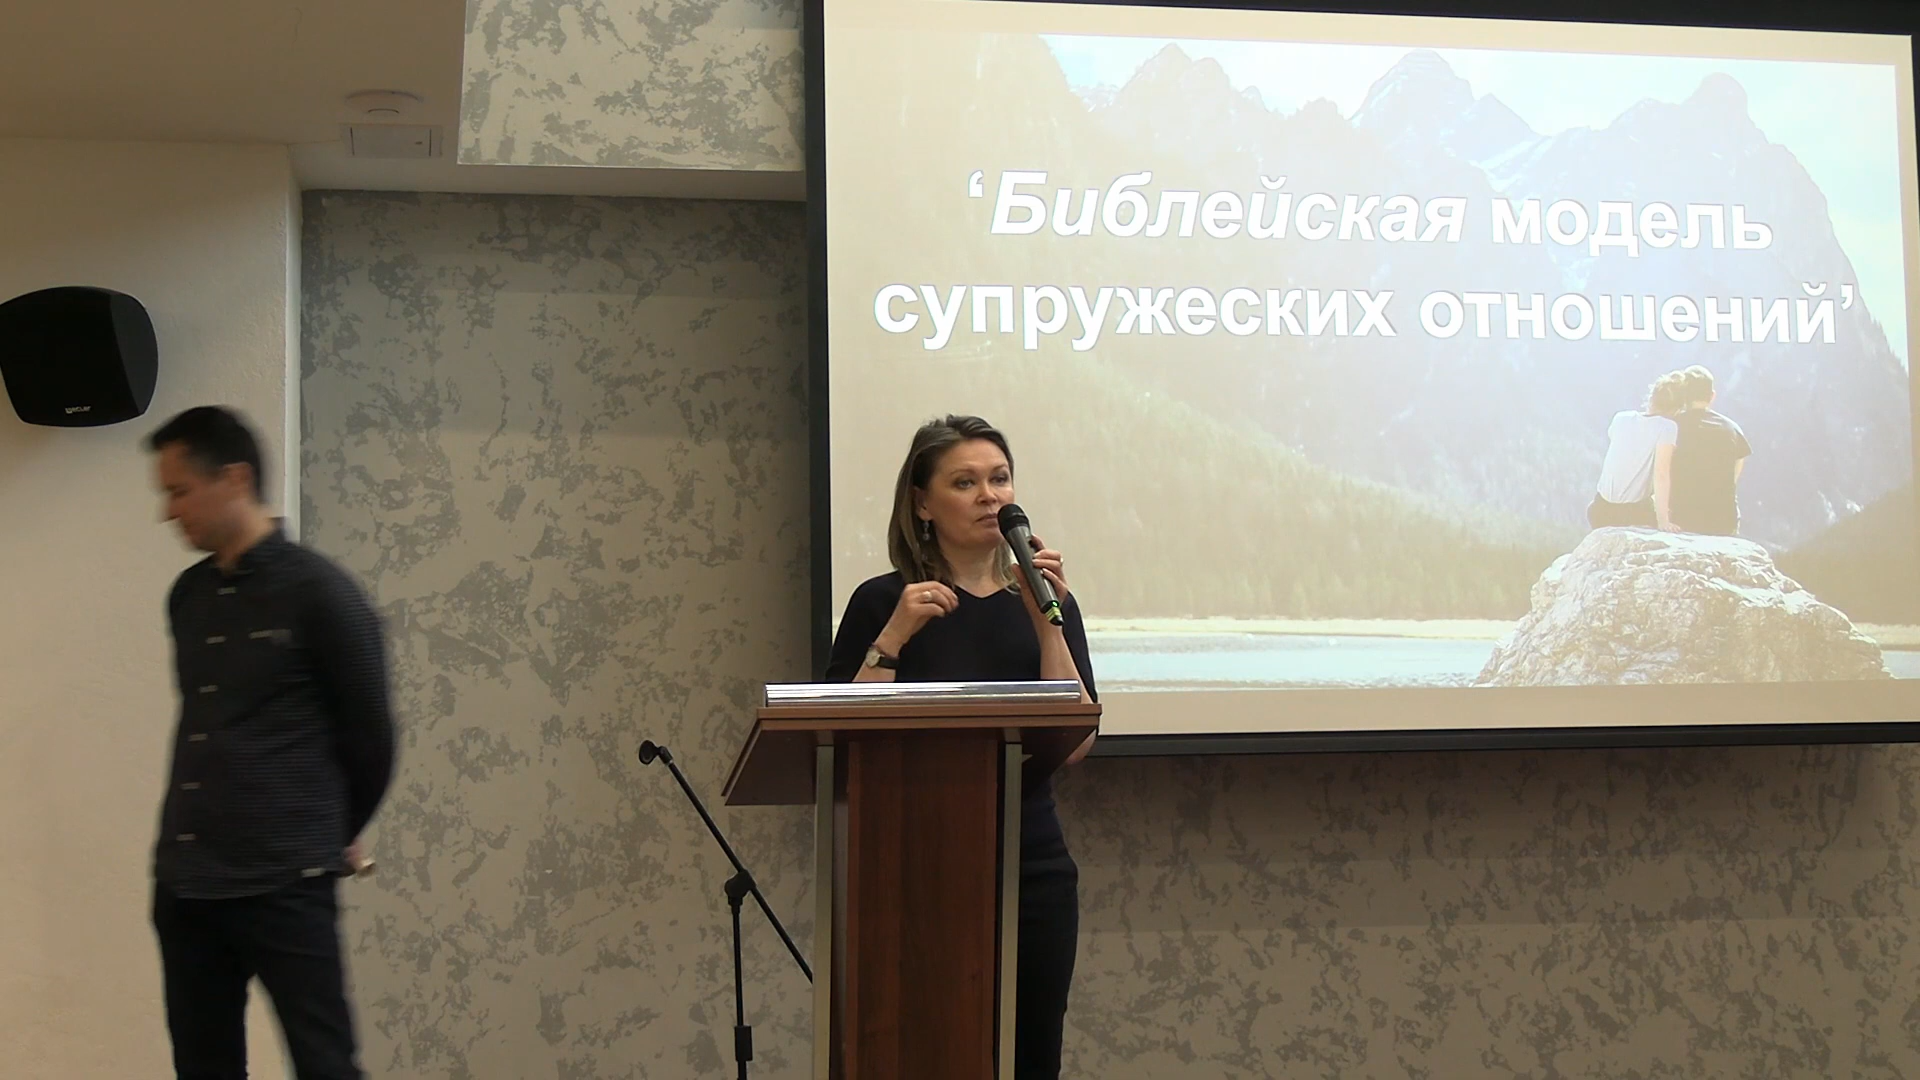 ‘Библейская модель
супружеских отношений’